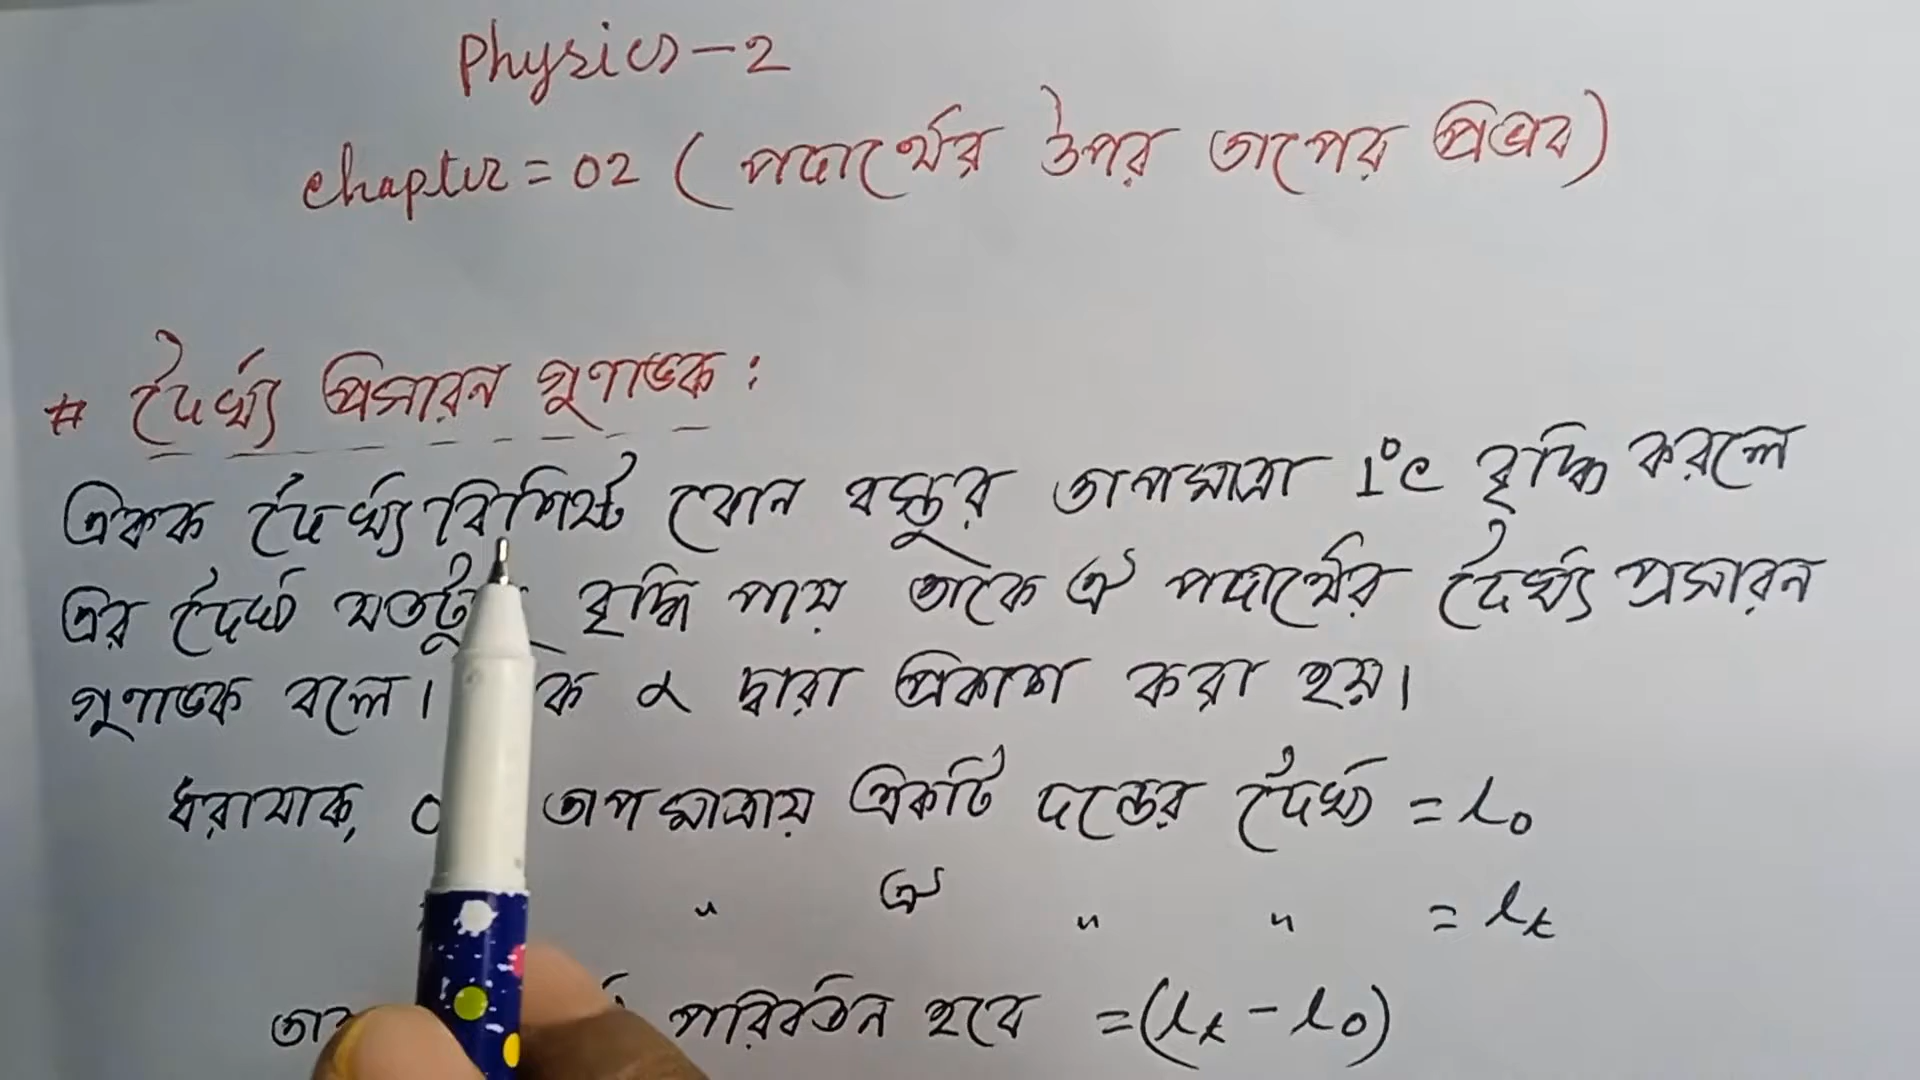 Physics-2
chapter = 02 ( পদার্থের উপর তাপের প্রভাব )
# দৈর্ঘ্য প্রসারন গুণাঙ্ক :
একক দৈর্ঘ্য বিশিষ্ট কোন বস্তুর তাপমাত্রা 1°c বৃদ্ধি করলে
এর দৈর্ঘ্য যতটু বৃদ্ধি পায় তাকে ঐ পদার্থের দৈর্ঘ্য প্রসারন
গুণাঙ্ক বলে। ক α দ্বারা প্রকাশ করা হয়।
ধরাযাক, 0 তাপমাত্রায় একটি দন্ডের দৈর্ঘ্য = l₀
" ঐ " " = lₜ
পরিবর্তন হবে = (lₜ - l₀)